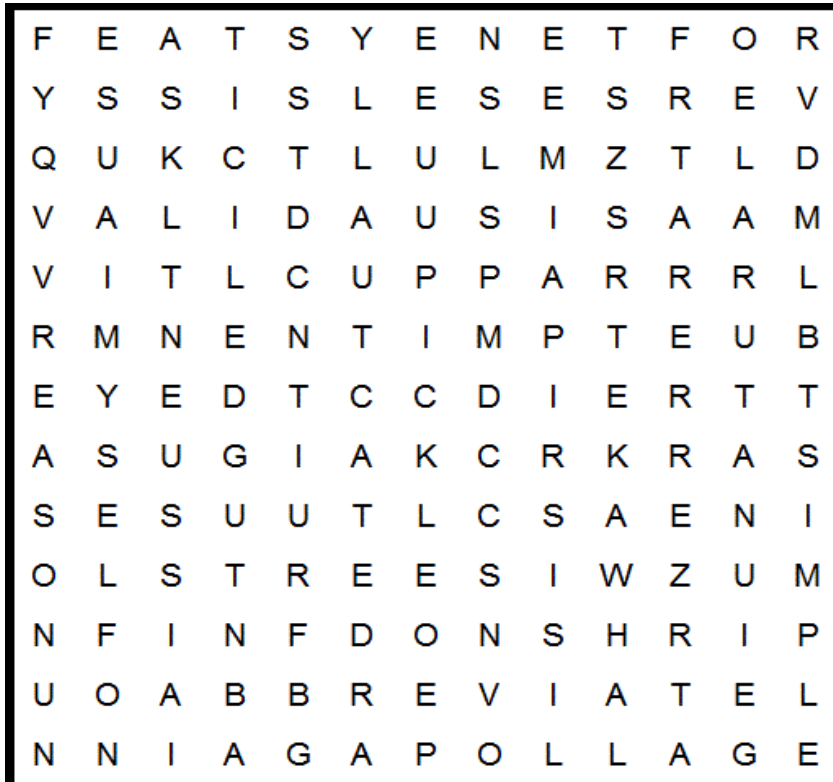 F E A T S Y E N E T F O R
Y S S I S L E S E S R E V
Q U K C T L U L M Z T L D
V A L I D A U S I S A A M
V I T L C U P P A R R R L
R M N E N T I M P T E U B
E Y E D T C C D I E R T T
A S U G I A K C R K R A S
S E S U U T L C S A E N I
O L S T R E E S I W Z U M
N F I N F D O N S H R I P
U O A B B R E V I A T E L
N N I A G A P O L L A G E